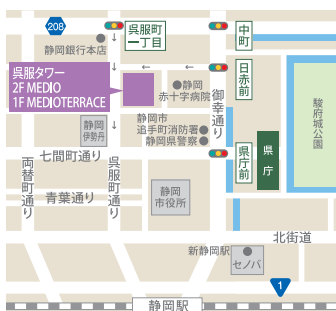 208
静岡銀行本店
呉服町
一丁目
中町
呉服タワー
2F MEDIO
1F MEDIOTERRACE
静岡
赤十字病院
日赤前
御幸通り
駿府城公園
静岡市
追手町消防署
静岡県警察
静岡
伊勢丹
七間町通り
県庁前
県庁
両替町通り
呉服町通り
青葉通り
静岡
市役所
北街道
新静岡駅
セノバ
1
静岡駅